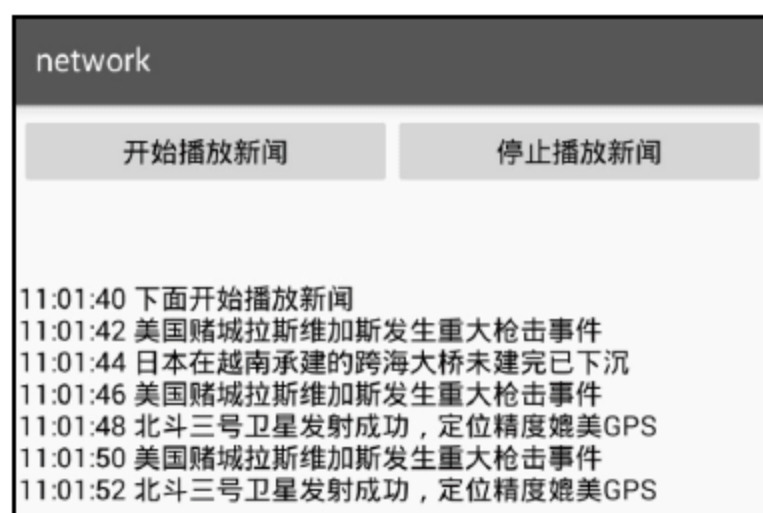 network
开始播放新闻
停止播放新闻
11:01:40 下面开始播放新闻
11:01:42 美国赌城拉斯维加斯发生重大枪击事件
11:01:44 日本在越南承建的跨海大桥未建完已下沉
11:01:46 美国赌城拉斯维加斯发生重大枪击事件
11:01:48 北斗三号卫星发射成功，定位精度媲美GPS
11:01:50 美国赌城拉斯维加斯发生重大枪击事件
11:01:52 北斗三号卫星发射成功，定位精度媲美GPS